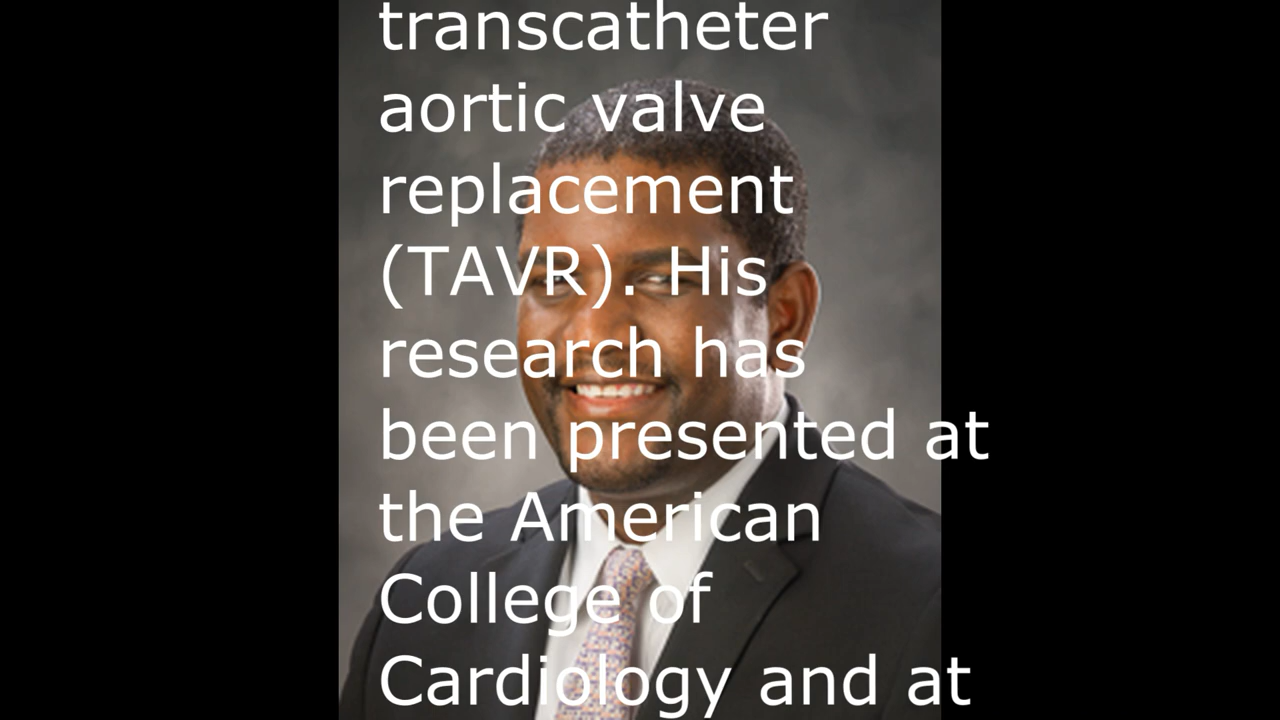 transcatheter
aortic valve
replacement
(TAVR). His
research has
been presented at
the American
College of
Cardiology and at